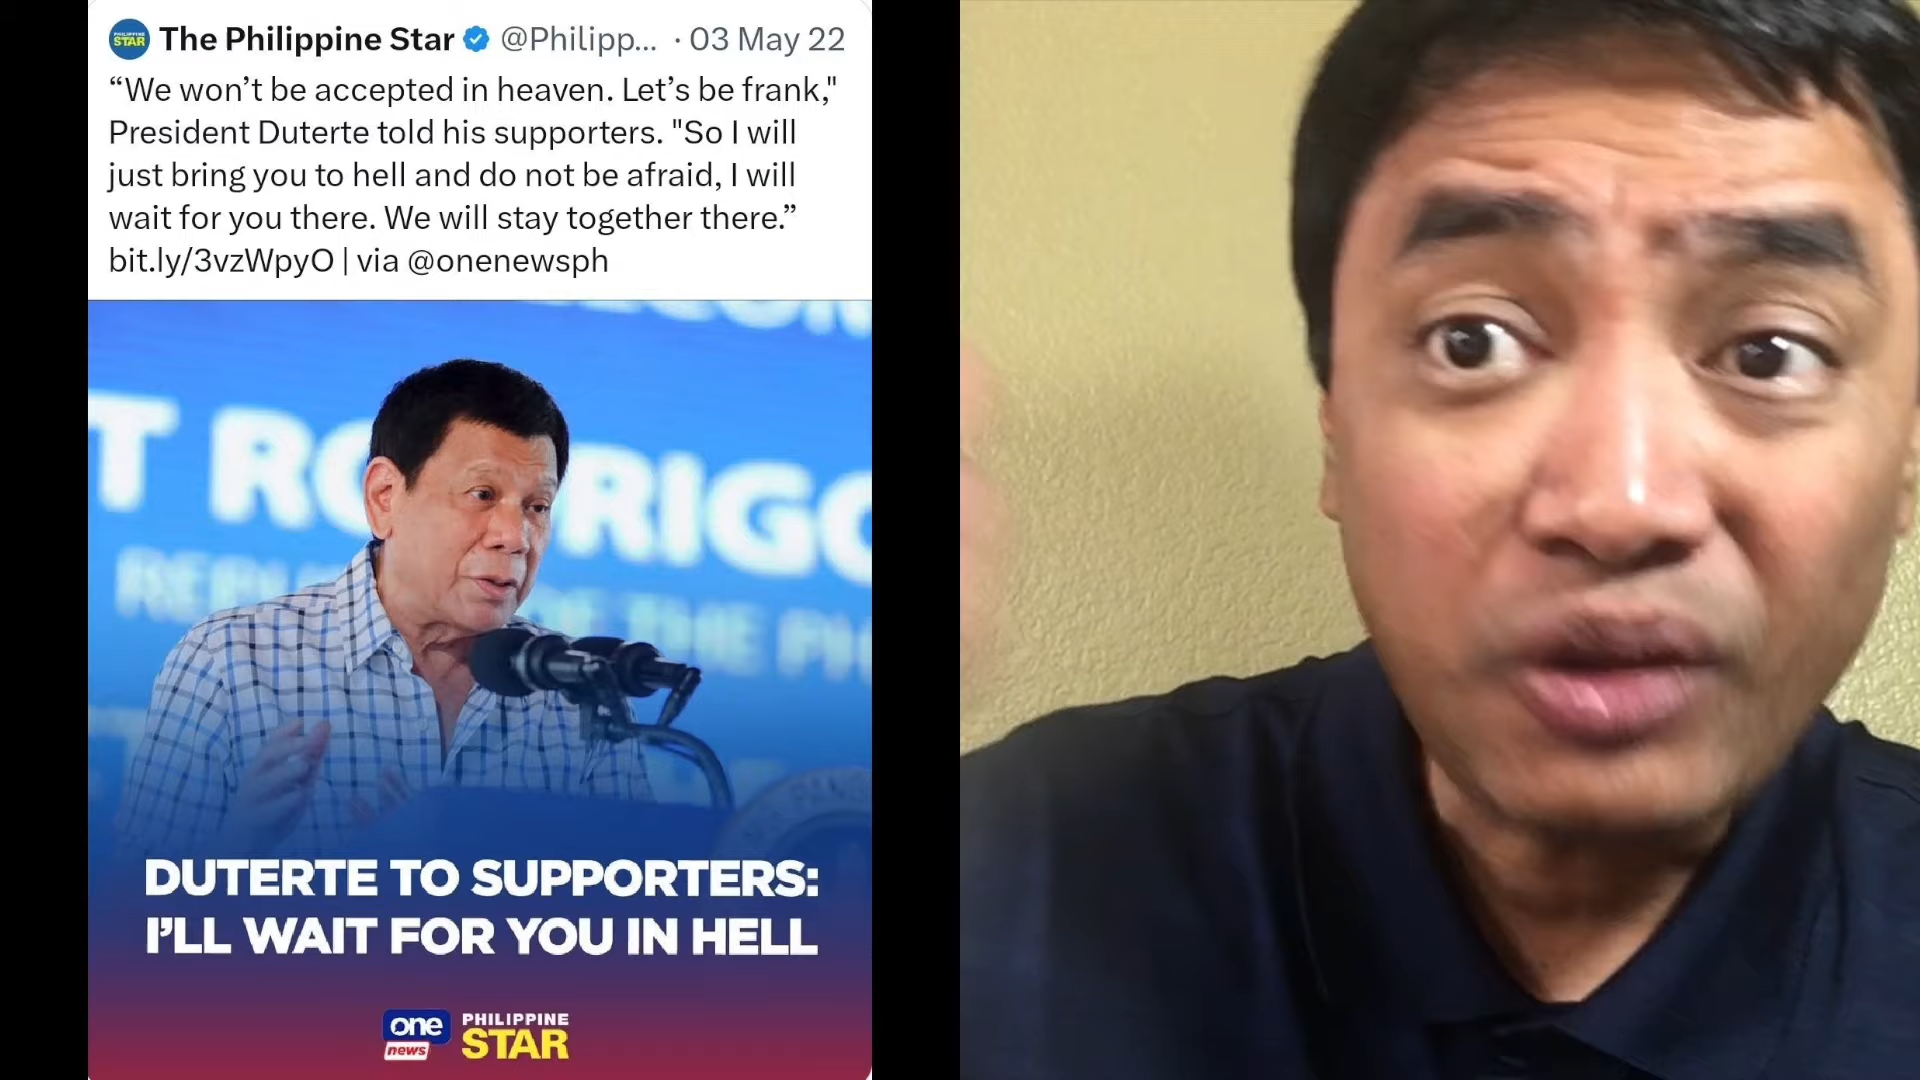 PHILIPPINE
STAR
The Philippine Star @Philipp... · 03 May 22
“We won’t be accepted in heaven. Let’s be frank,"
President Duterte told his supporters. "So I will
just bring you to hell and do not be afraid, I will
wait for you there. We will stay together there.”
bit.ly/3vzWpyO | via @onenewsph
T RODRIGO
DUTERTE TO SUPPORTERS:
I’LL WAIT FOR YOU IN HELL
one
news
PHILIPPINE
STAR